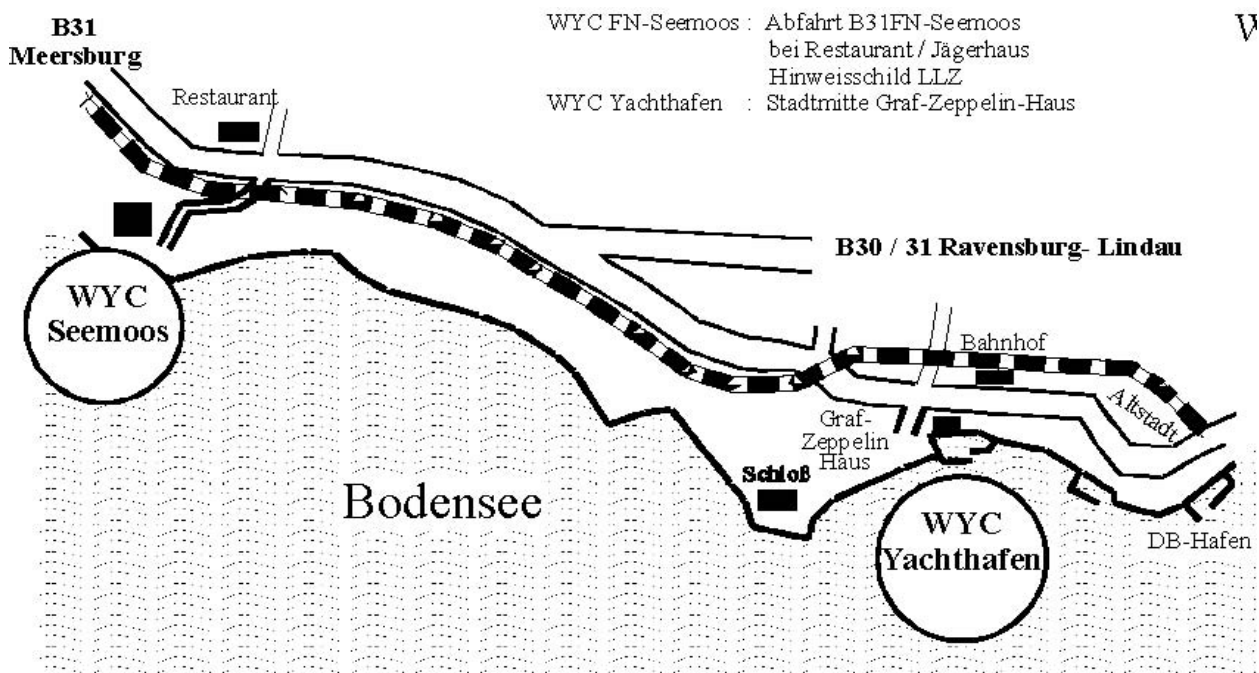 B31
Meersburg
WYC FN-Seemoos : Abfahrt B31FN-Seemoos
bei Restaurant / Jägerhaus
Hinweisschild LLZ
WYC Yachthafen : Stadtmitte Graf-Zeppelin-Haus
W
Restaurant
B30 / 31 Ravensburg- Lindau
WYC
Seemoos
Bahnhof
Altstadt
Graf-
Zeppelin
Haus
Schloß
Bodensee
WYC
Yachthafen
DB-Hafen